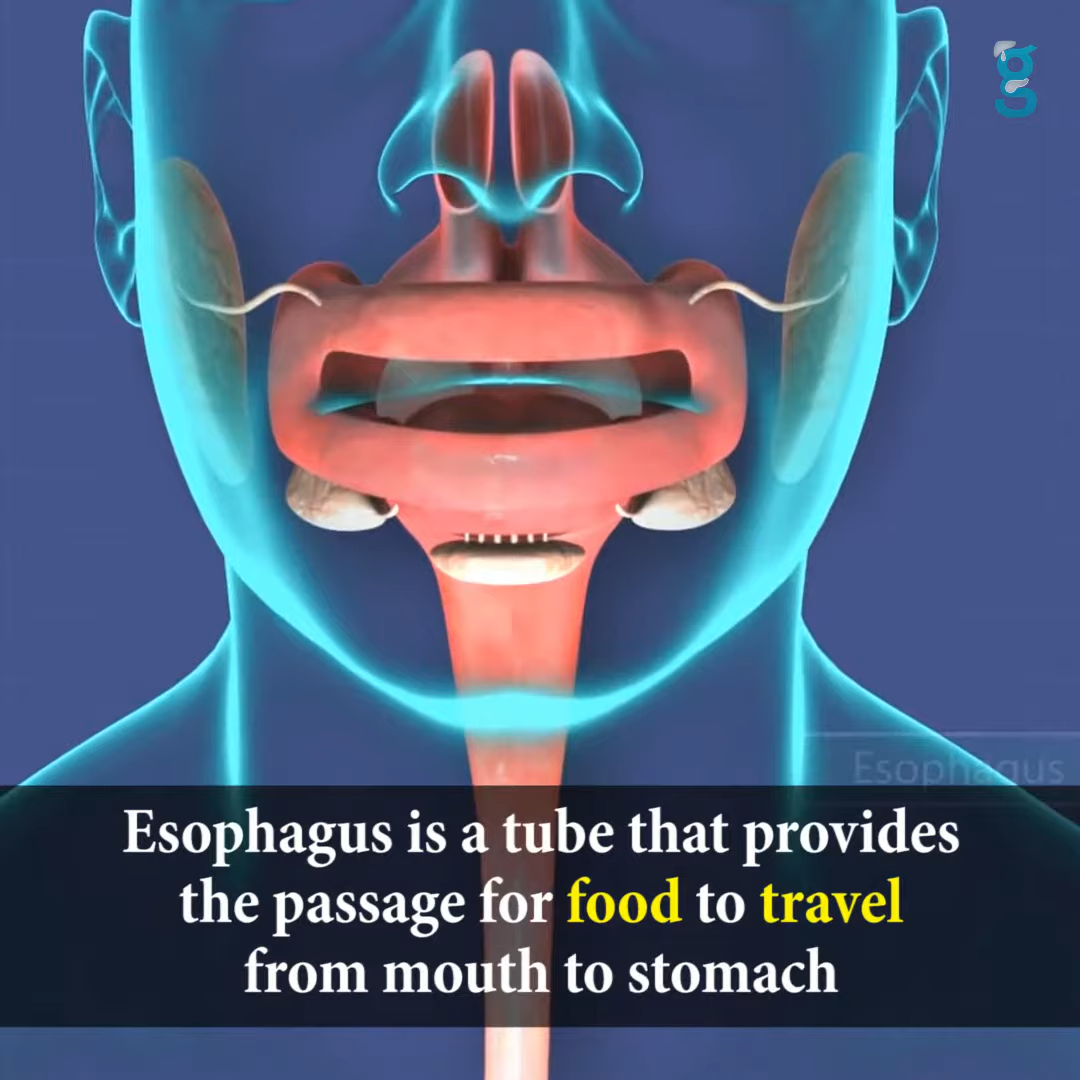 Esophagus
Esophagus is a tube that provides
the passage for food to travel
from mouth to stomach